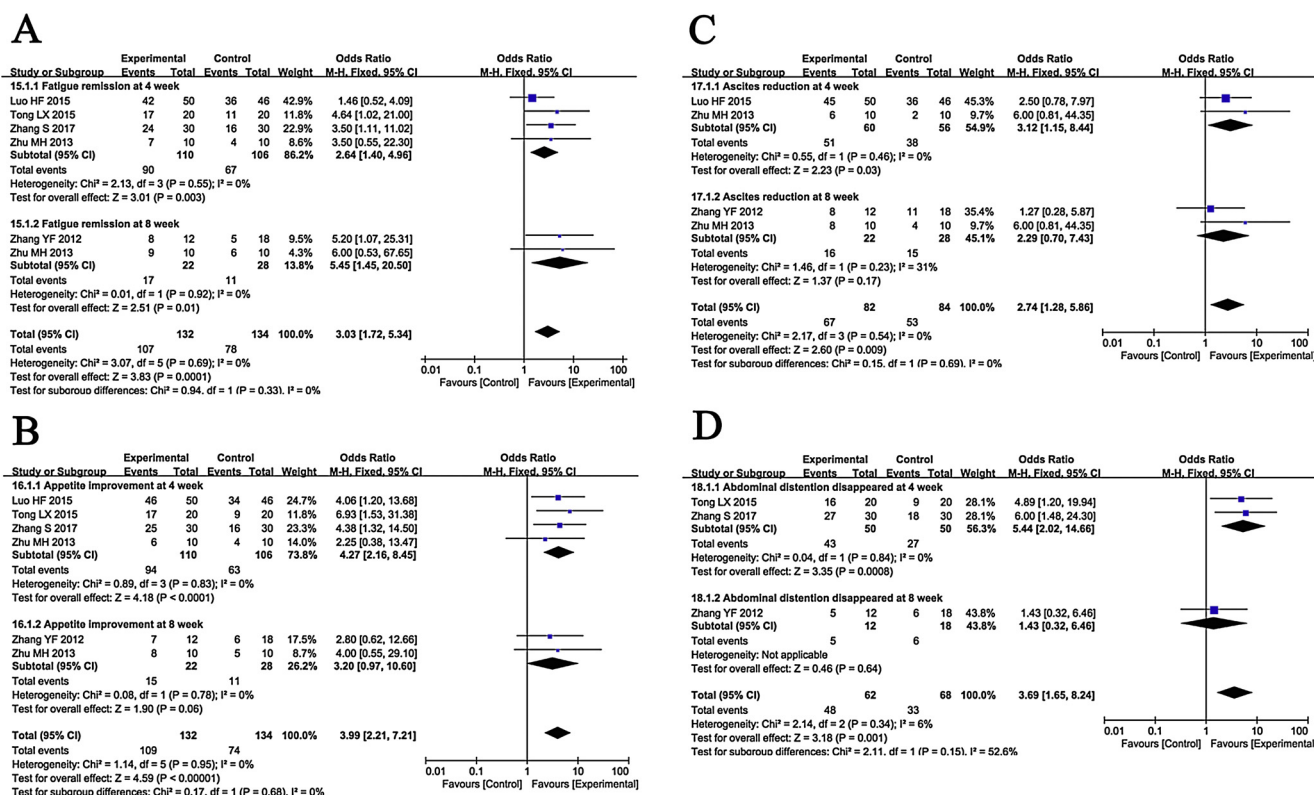 A
Experimental Control Odds Ratio Odds Ratio
Study or Subgroup Events Total Events Total Weight M-H, Fixed, 95% CI M-H, Fixed, 95% CI
15.1.1 Fatigue remission at 4 week
Luo HF 2015 42 50 36 46 42.9% 1.46 [0.52, 4.09]
Tong LX 2015 17 20 11 20 11.8% 4.64 [1.02, 21.00]
Zhang S 2017 24 30 16 30 22.9% 3.50 [1.11, 11.02]
Zhu MH 2013 7 10 4 10 8.6% 3.50 [0.55, 22.30]
Subtotal (95% CI) 110 106 86.2% 2.64 [1.40, 4.96]
Total events 90 67
Heterogeneity: Chi² = 2.13, df = 3 (P = 0.55); I² = 0%
Test for overall effect: Z = 3.01 (P = 0.003)
15.1.2 Fatigue remission at 8 week
Zhang YF 2012 8 12 5 18 9.5% 5.20 [1.07, 25.31]
Zhu MH 2013 9 10 6 10 4.3% 6.00 [0.53, 67.65]
Subtotal (95% CI) 22 28 13.8% 5.45 [1.45, 20.50]
Total events 17 11
Heterogeneity: Chi² = 0.01, df = 1 (P = 0.92); I² = 0%
Test for overall effect: Z = 2.51 (P = 0.01)
Total (95% CI) 132 134 100.0% 3.03 [1.72, 5.34]
Total events 107 78
Heterogeneity: Chi² = 3.07, df = 5 (P = 0.69); I² = 0%
Test for overall effect: Z = 3.83 (P = 0.0001)
Test for subgroup differences: Chi² = 0.94, df = 1 (P = 0.33), I² = 0%
0.01 0.1 1 10 100
Favours [Control] Favours [Experimental]
B
Experimental Control Odds Ratio Odds Ratio
Study or Subgroup Events Total Events Total Weight M-H, Fixed, 95% CI M-H, Fixed, 95% CI
16.1.1 Appetite improvement at 4 week
Luo HF 2015 46 50 34 46 24.7% 4.06 [1.20, 13.68]
Tong LX 2015 17 20 9 20 11.8% 6.93 [1.53, 31.38]
Zhang S 2017 25 30 16 30 23.3% 4.38 [1.32, 14.50]
Zhu MH 2013 6 10 4 10 14.0% 2.25 [0.38, 13.47]
Subtotal (95% CI) 110 106 73.8% 4.27 [2.16, 8.45]
Total events 94 63
Heterogeneity: Chi² = 0.89, df = 3 (P = 0.83); I² = 0%
Test for overall effect: Z = 4.18 (P < 0.0001)
16.1.2 Appetite improvement at 8 week
Zhang YF 2012 7 12 6 18 17.5% 2.80 [0.62, 12.66]
Zhu MH 2013 8 10 5 10 8.7% 4.00 [0.55, 29.10]
Subtotal (95% CI) 22 28 26.2% 3.20 [0.97, 10.60]
Total events 15 11
Heterogeneity: Chi² = 0.08, df = 1 (P = 0.78); I² = 0%
Test for overall effect: Z = 1.90 (P = 0.06)
Total (95% CI) 132 134 100.0% 3.99 [2.21, 7.21]
Total events 109 74
Heterogeneity: Chi² = 1.14, df = 5 (P = 0.95); I² = 0%
Test for overall effect: Z = 4.59 (P < 0.00001)
Test for subgroup differences: Chi² = 0.17, df = 1 (P = 0.68), I² = 0%
0.01 0.1 1 10 100
Favours [Control] Favours [Experimental]
C
Experimental Control Odds Ratio Odds Ratio
Study or Subgroup Events Total Events Total Weight M-H, Fixed, 95% CI M-H, Fixed, 95% CI
17.1.1 Ascites reduction at 4 week
Luo HF 2015 45 50 36 46 45.3% 2.50 [0.78, 7.97]
Zhu MH 2013 6 10 2 10 9.7% 6.00 [0.81, 44.35]
Subtotal (95% CI) 60 56 54.9% 3.12 [1.15, 8.44]
Total events 51 38
Heterogeneity: Chi² = 0.55, df = 1 (P = 0.46); I² = 0%
Test for overall effect: Z = 2.23 (P = 0.03)
17.1.2 Ascites reduction at 8 week
Zhang YF 2012 8 12 11 18 35.4% 1.27 [0.28, 5.87]
Zhu MH 2013 8 10 4 10 9.7% 6.00 [0.81, 44.35]
Subtotal (95% CI) 22 28 45.1% 2.29 [0.70, 7.43]
Total events 16 15
Heterogeneity: Chi² = 1.46, df = 1 (P = 0.23); I² = 31%
Test for overall effect: Z = 1.37 (P = 0.17)
Total (95% CI) 82 84 100.0% 2.74 [1.28, 5.86]
Total events 67 53
Heterogeneity: Chi² = 2.17, df = 3 (P = 0.54); I² = 0%
Test for overall effect: Z = 2.60 (P = 0.009)
Test for subgroup differences: Chi² = 0.15, df = 1 (P = 0.69), I² = 0%
0.01 0.1 1 10 100
Favours [Control] Favours [Experimental]
D
Experimental Control Odds Ratio Odds Ratio
Study or Subgroup Events Total Events Total Weight M-H, Fixed, 95% CI M-H, Fixed, 95% CI
18.1.1 Abdominal distention disappeared at 4 week
Tong LX 2015 16 20 9 20 28.1% 4.89 [1.20, 19.94]
Zhang S 2017 27 30 18 30 28.1% 6.00 [1.48, 24.30]
Subtotal (95% CI) 50 50 56.3% 5.44 [2.02, 14.66]
Total events 43 27
Heterogeneity: Chi² = 0.04, df = 1 (P = 0.84); I² = 0%
Test for overall effect: Z = 3.35 (P = 0.0008)
18.1.2 Abdominal distention disappeared at 8 week
Zhang YF 2012 5 12 6 18 43.8% 1.43 [0.32, 6.46]
Subtotal (95% CI) 12 18 43.8% 1.43 [0.32, 6.46]
Total events 5 6
Heterogeneity: Not applicable
Test for overall effect: Z = 0.46 (P = 0.64)
Total (95% CI) 62 68 100.0% 3.69 [1.65, 8.24]
Total events 48 33
Heterogeneity: Chi² = 2.14, df = 2 (P = 0.34); I² = 6%
Test for overall effect: Z = 3.18 (P = 0.001)
Test for subgroup differences: Chi² = 2.11, df = 1 (P = 0.15), I² = 52.6%
0.01 0.1 1 10 100
Favours [Control] Favours [Experimental]